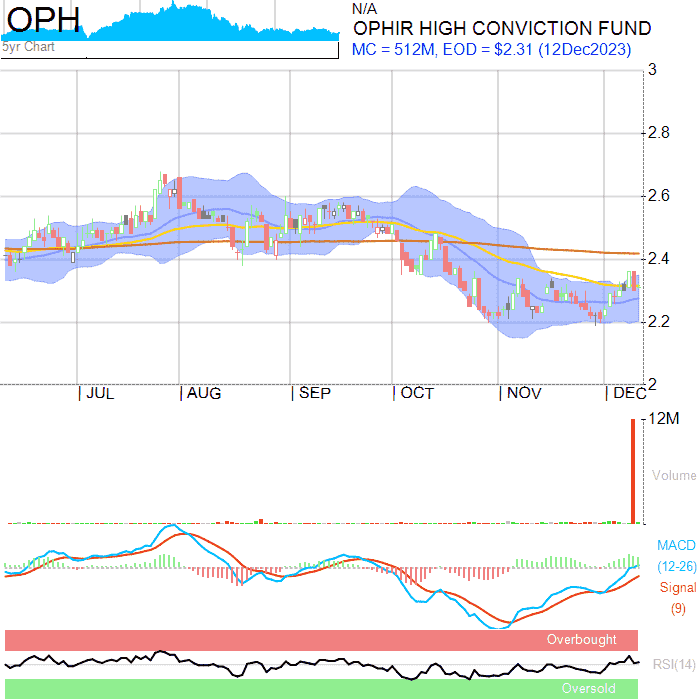 OPH
5yr Chart
N/A
OPHIR HIGH CONVICTION FUND
MC = 512M, EOD = $2.31 (12Dec2023)
3
2.8
2.6
2.4
2.2
2
| JUL | AUG | SEP | OCT | NOV | DEC
12M
Volume
MACD
(12-26)
Signal
(9)
Overbought
RSI(14)
Oversold